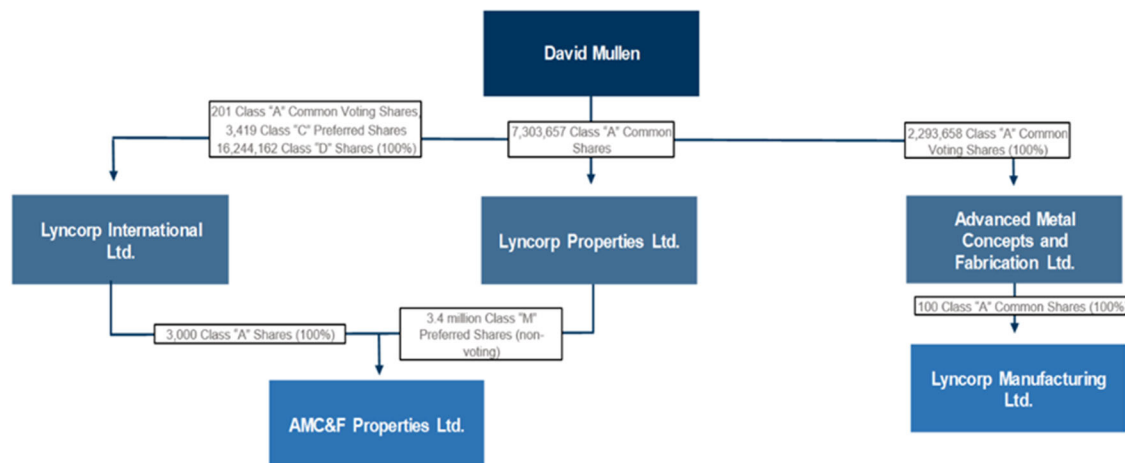 David Mullen
201 Class "A" Common Voting Shares,
3,419 Class "C" Preferred Shares
16,244,162 Class "D" Shares (100%)
7,303,657 Class "A" Common
Shares
2,293,658 Class "A" Common
Voting Shares (100%)
Lyncorp International
Ltd.
Lyncorp Properties Ltd.
Advanced Metal
Concepts and
Fabrication Ltd.
3,000 Class "A" Shares (100%)
3.4 million Class "M"
Preferred Shares (non-
voting)
100 Class "A" Common Shares (100%)
AMC&F Properties Ltd.
Lyncorp Manufacturing
Ltd.